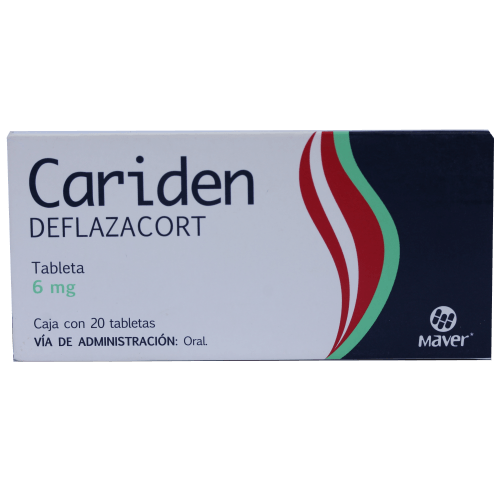 Cariden
DEFLAZACORT
Tableta
6 mg
Caja con 20 tabletas
VÍA DE ADMINISTRACIÓN: Oral.
Maver®